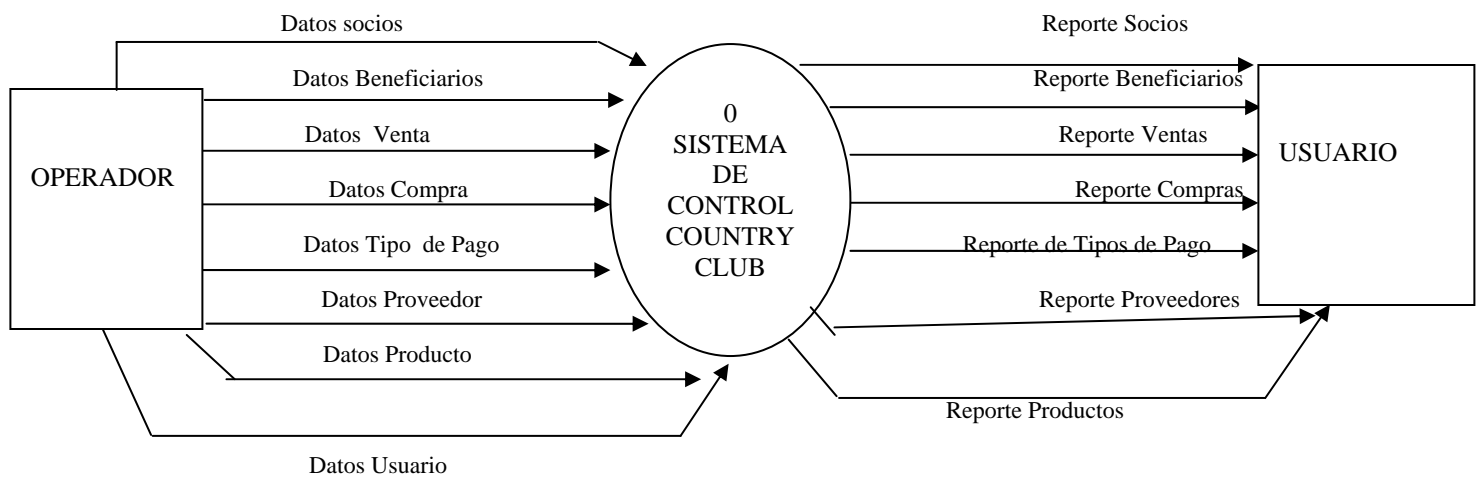 Datos socios
Datos Beneficiarios
Datos Venta
Datos Compra
Datos Tipo de Pago
Datos Proveedor
Datos Producto
Datos Usuario
OPERADOR
0
SISTEMA
DE
CONTROL
COUNTRY
CLUB
Reporte Socios
Reporte Beneficiarios
Reporte Ventas
Reporte Compras
Reporte de Tipos de Pago
Reporte Proveedores
Reporte Productos
USUARIO